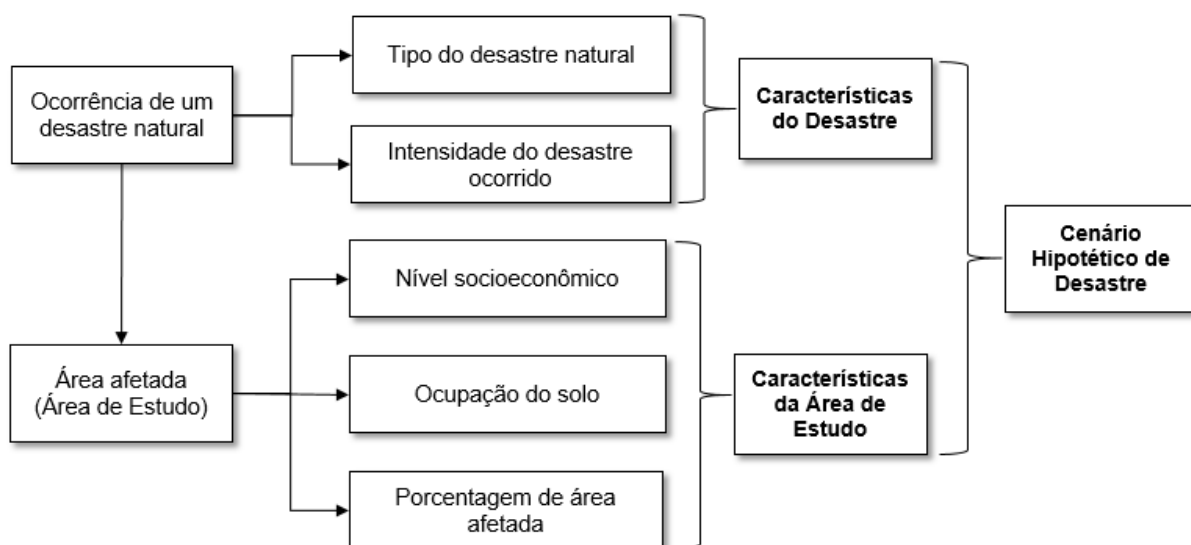 Ocorrência de um
desastre natural
Tipo do desastre natural
Intensidade do desastre
ocorrido
Características
do Desastre
Área afetada
(Área de Estudo)
Nível socioeconômico
Ocupação do solo
Porcentagem de área
afetada
Características
da Área de
Estudo
Cenário
Hipotético de
Desastre